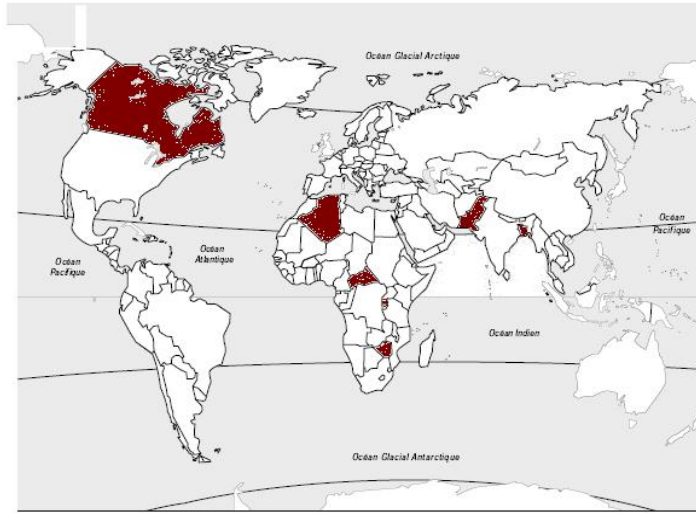 Océan Glacial Arctique
Océan
Pacifique
Océan
Atlantique
Océan
Pacifique
Océan Indien
Océan Glacial Antarctique